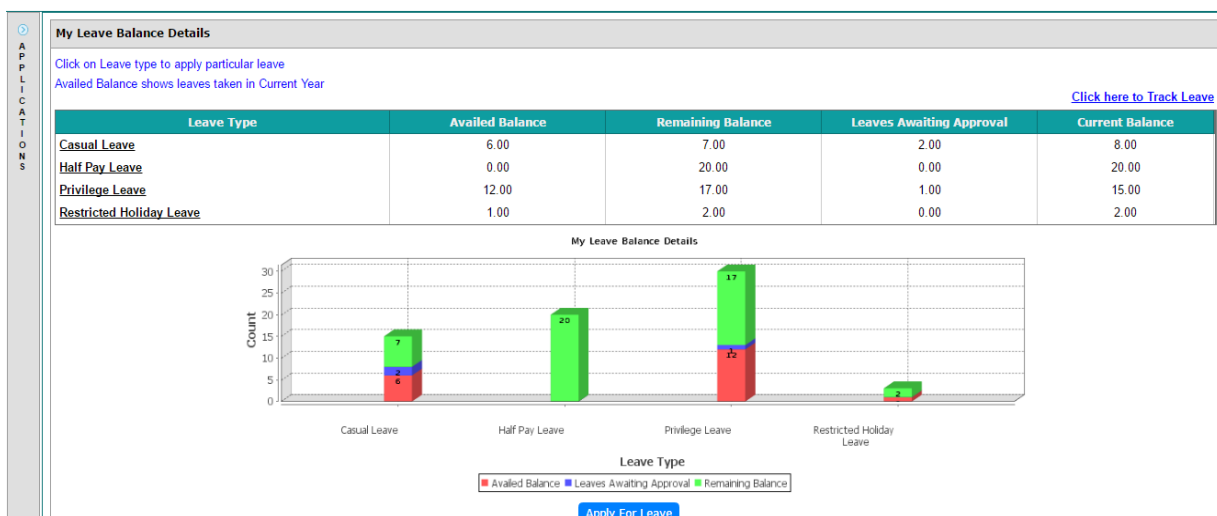 APPLICATIONS
My Leave Balance Details
Click on Leave type to apply particular leave
Availed Balance shows leaves taken in Current Year
Click here to Track Leave
Leave Type Availed Balance Remaining Balance Leaves Awaiting Approval Current Balance
Casual Leave 6.00 7.00 2.00 8.00
Half Pay Leave 0.00 20.00 0.00 20.00
Privilege Leave 12.00 17.00 1.00 15.00
Restricted Holiday Leave 1.00 2.00 0.00 2.00
My Leave Balance Details
Count
30
25
20
15
10
5
0
7
2
6
20
17
1
12
2
Casual Leave Half Pay Leave Privilege Leave Restricted Holiday
Leave
Leave Type
Availed Balance Leaves Awaiting Approval Remaining Balance
Apply For Leave